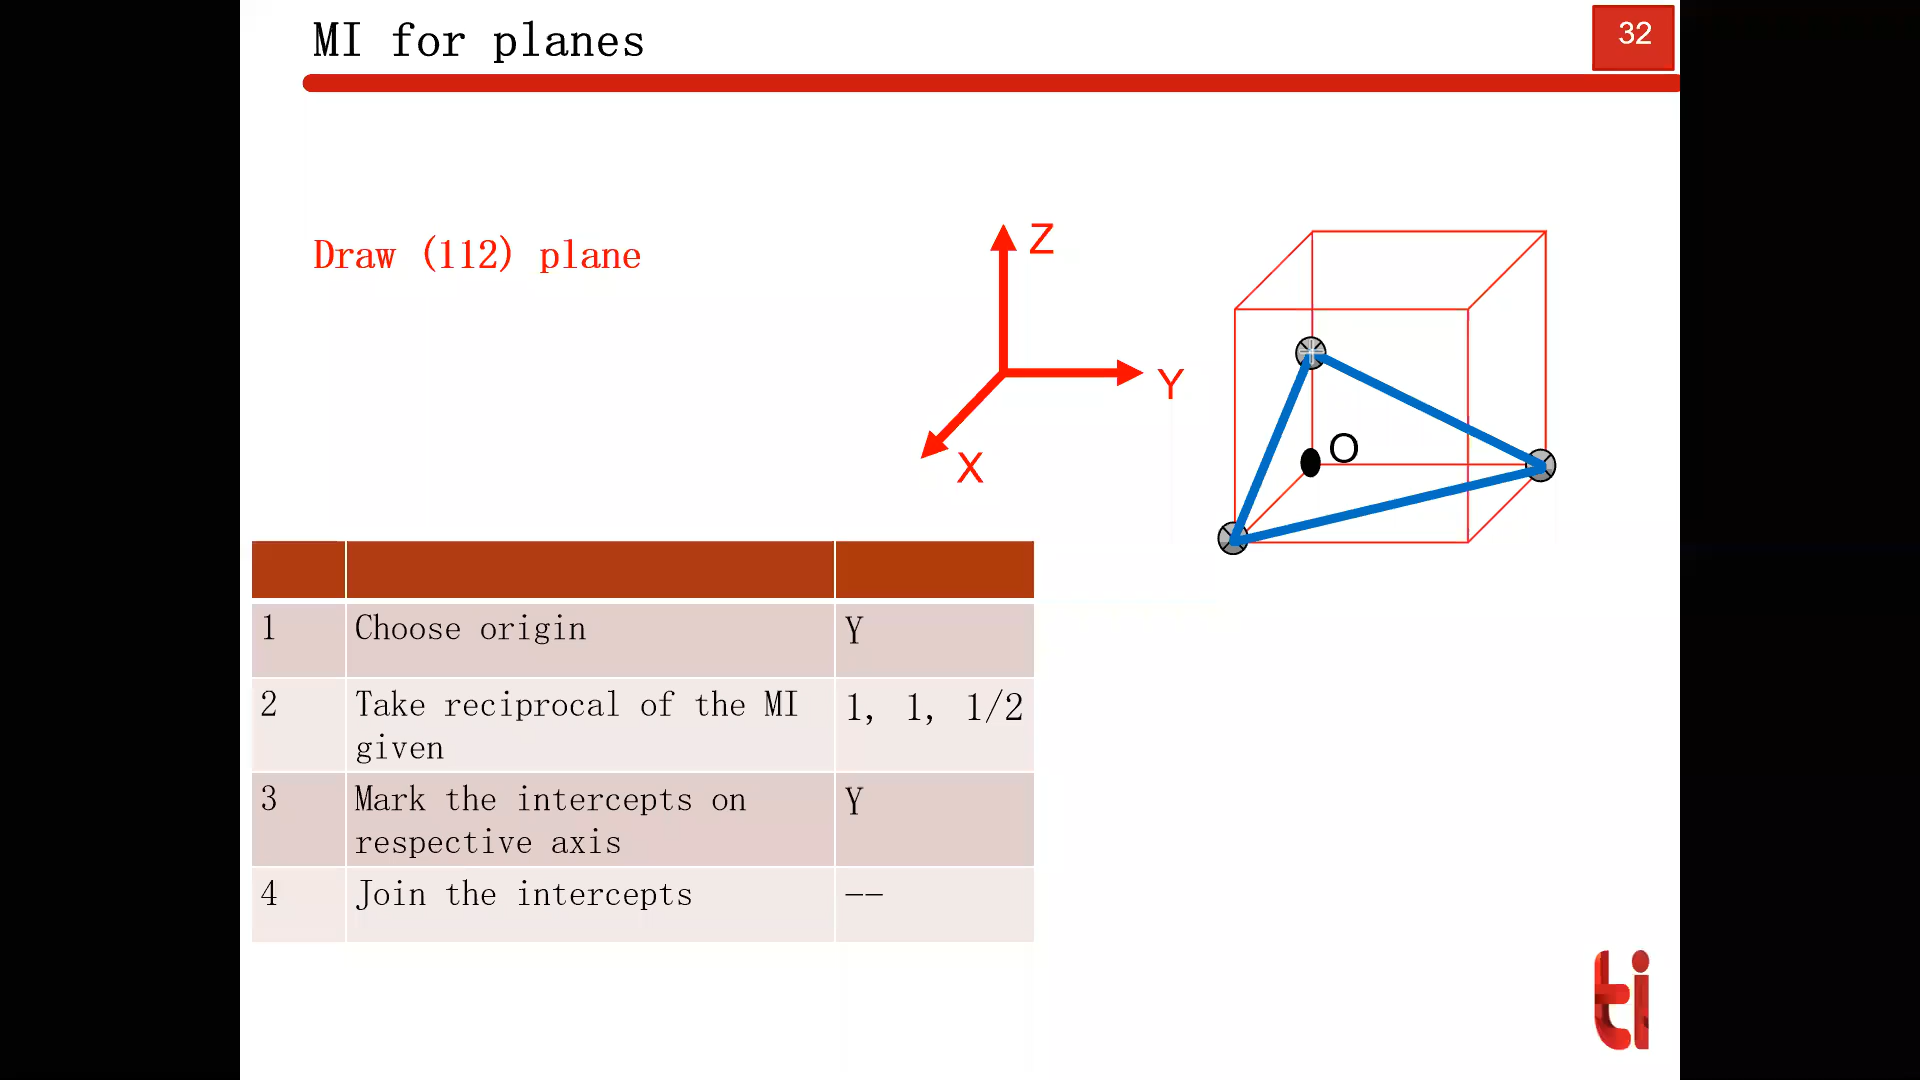 MI for planes
32
Draw (112) plane
Z
Y
X
O
1 Choose origin Y
2 Take reciprocal of the MI given 1, 1, 1/2
3 Mark the intercepts on respective axis Y
4 Join the intercepts --
ti